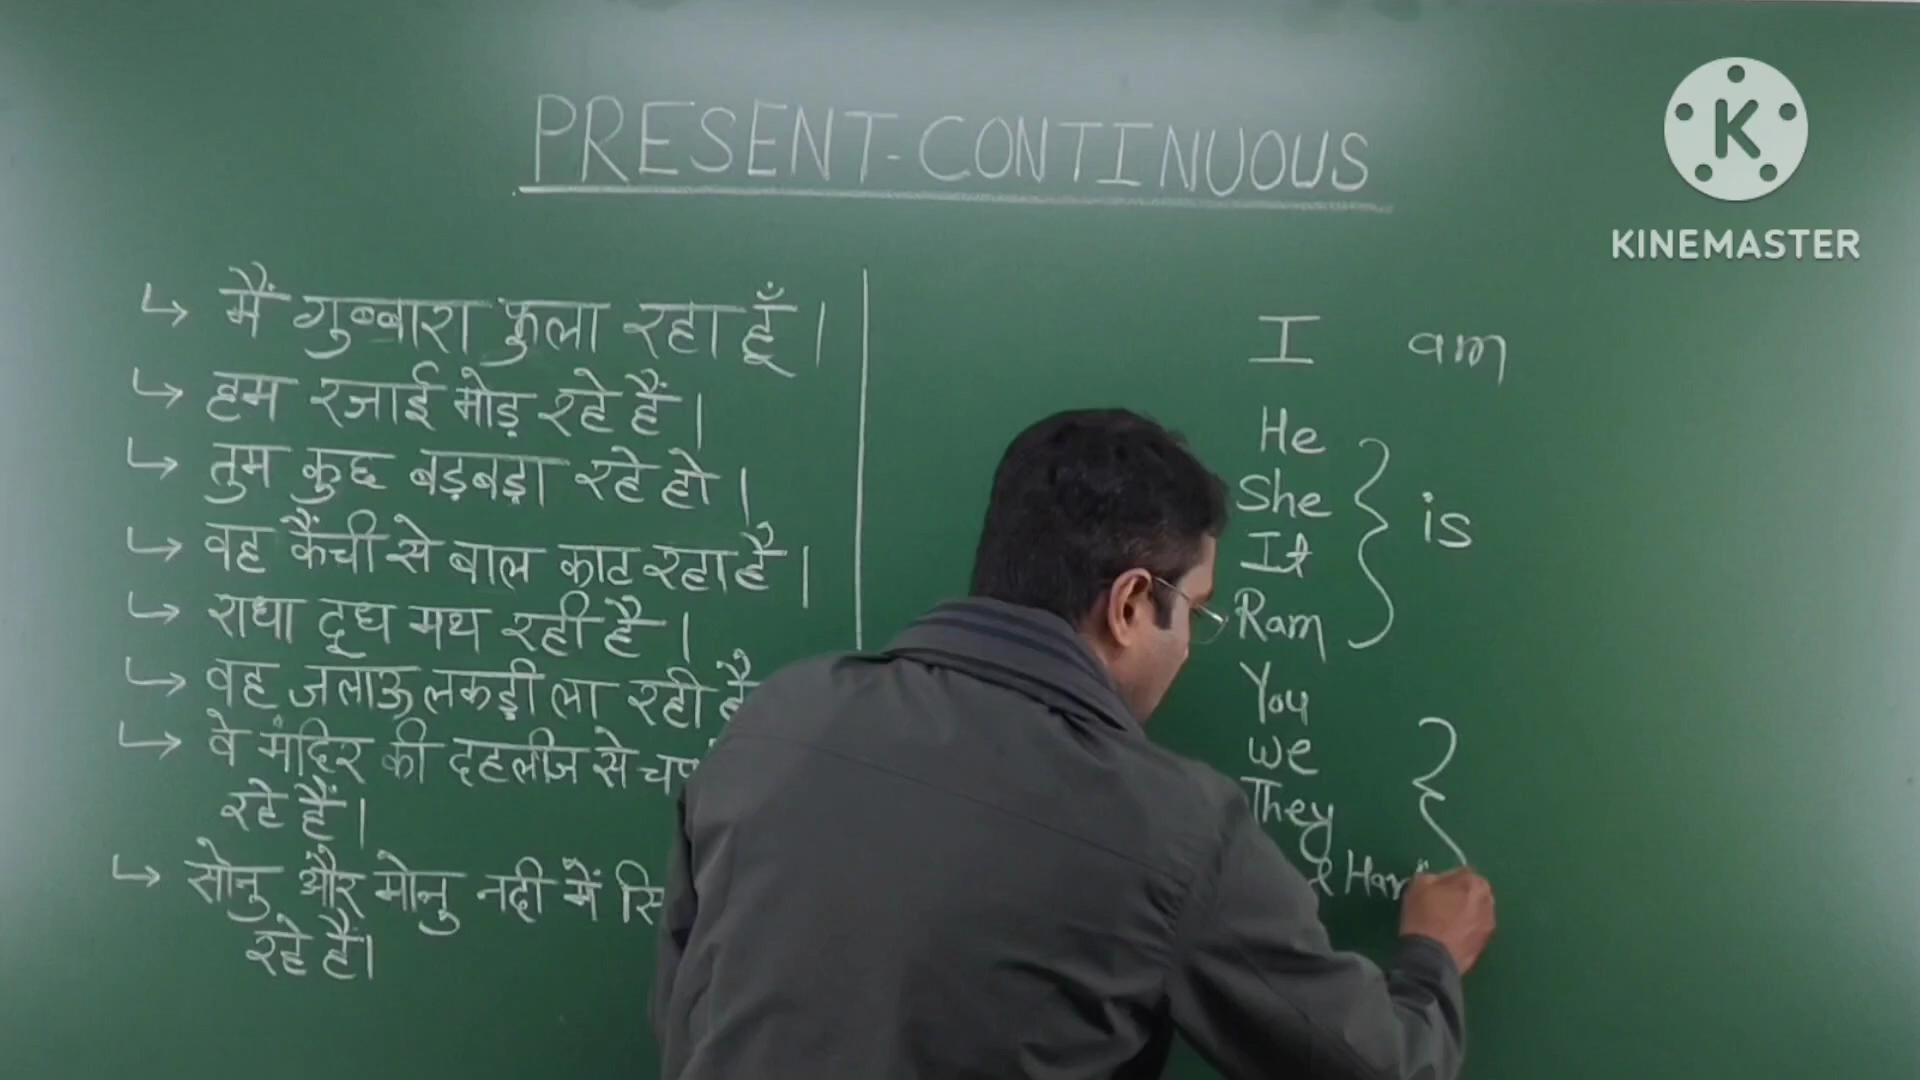 PRESENT-CONTINUOUS
K
KINEMASTER
↳ मैं गुब्बारा फुला रहा हूँ।
↳ हम रजाई मोड़ रहे हैं।
↳ तुम कुछ बड़बड़ा रहे हो।
↳ वह कैंची से बाल काट रहा है।
↳ राधा दूध मथ रही है।
↳ वह जलाऊ लकड़ी ला रही
↳ वे मंदिर की दहलीज से
रहे हैं।
↳ सोनु और मोनु नदी में
रहे हैं।
I am
He
She
is
It
Ram
You
we
They